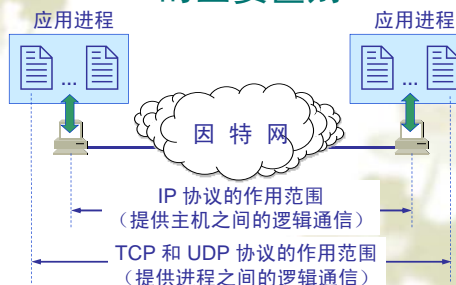 应用进程
应用进程
...
...
因 特 网
IP 协议的作用范围
（提供主机之间的逻辑通信）
TCP 和 UDP 协议的作用范围
（提供进程之间的逻辑通信）